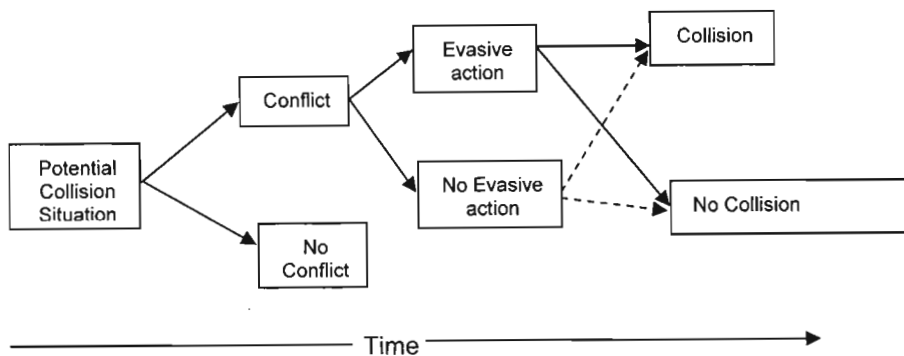 Potential
Collision
Situation
Conflict
No
Conflict
Evasive
action
No Evasive
action
Collision
No Collision
Time